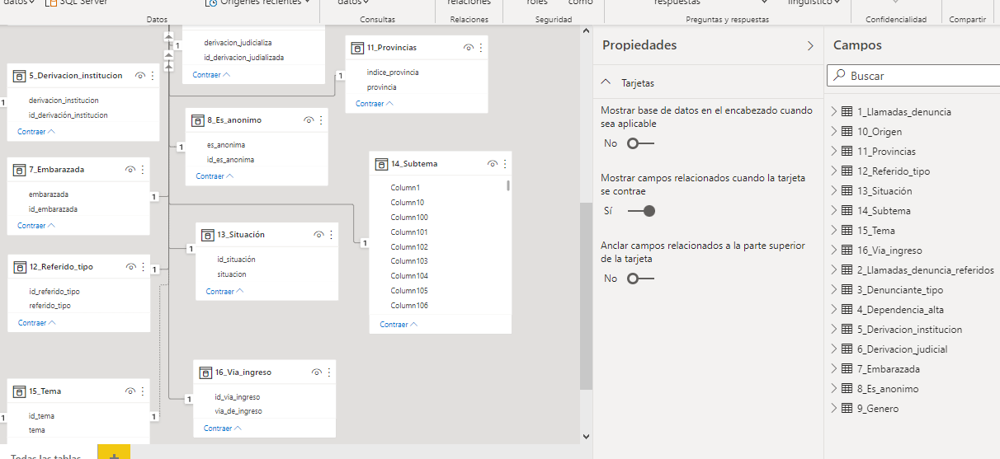 datos
SQL Server
Orígenes recientes
datos
relaciones
roles
como
respuestas
lingüístico
Datos
Consultas
Relaciones
Seguridad
Preguntas y respuestas
Confidencialidad
Compartir
1
derivacion_judicializa
id_derivacion_judializada
Contraer
11_Provincias
indice_provincia
provincia
Contraer
1
5_Derivacion_institucion
derivacion_institucion
id_derivación_institucion
Contraer
1
8_Es_anonimo
es_anonima
id_es_anonima
Contraer
1
7_Embarazada
embarazada
id_embarazada
Contraer
1
14_Subtema
Column1
Column10
Column100
Column101
Column102
Column103
Column104
Column105
Column106
Contraer
1
13_Situación
id_situación
situacion
Contraer
1
12_Referido_tipo
id_referido_tipo
referido_tipo
Contraer
1
16_Via_ingreso
id_via_ingreso
via_de_ingreso
Contraer
1
15_Tema
id_tema
tema
1
1
Todas las tablas
+
Propiedades
Tarjetas
Mostrar base de datos en el encabezado cuando
sea aplicable
No
Mostrar campos relacionados cuando la tarjeta
se contrae
Sí
Anclar campos relacionados a la parte superior
de la tarjeta
No
Campos
Buscar
1_Llamadas_denuncia
10_Origen
11_Provincias
12_Referido_tipo
13_Situación
14_Subtema
15_Tema
16_Via_ingreso
2_Llamadas_denuncia_referidos
3_Denunciante_tipo
4_Dependencia_alta
5_Derivacion_institucion
6_Derivacion_judicial
7_Embarazada
8_Es_anonimo
9_Genero